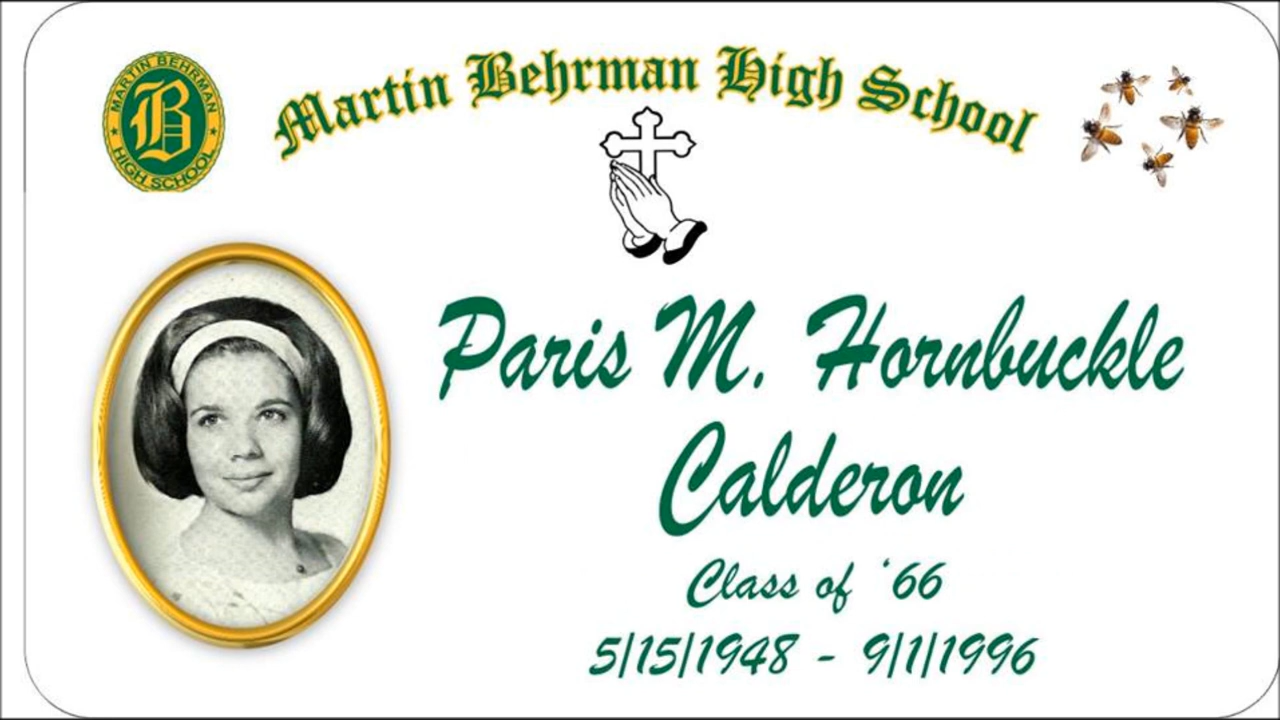 Martin Behrman High School
MARTIN BEHRMAN
B
HIGH SCHOOL
Paris M. Hornbuckle
Calderon
Class of '66
5/15/1948 - 9/1/1996